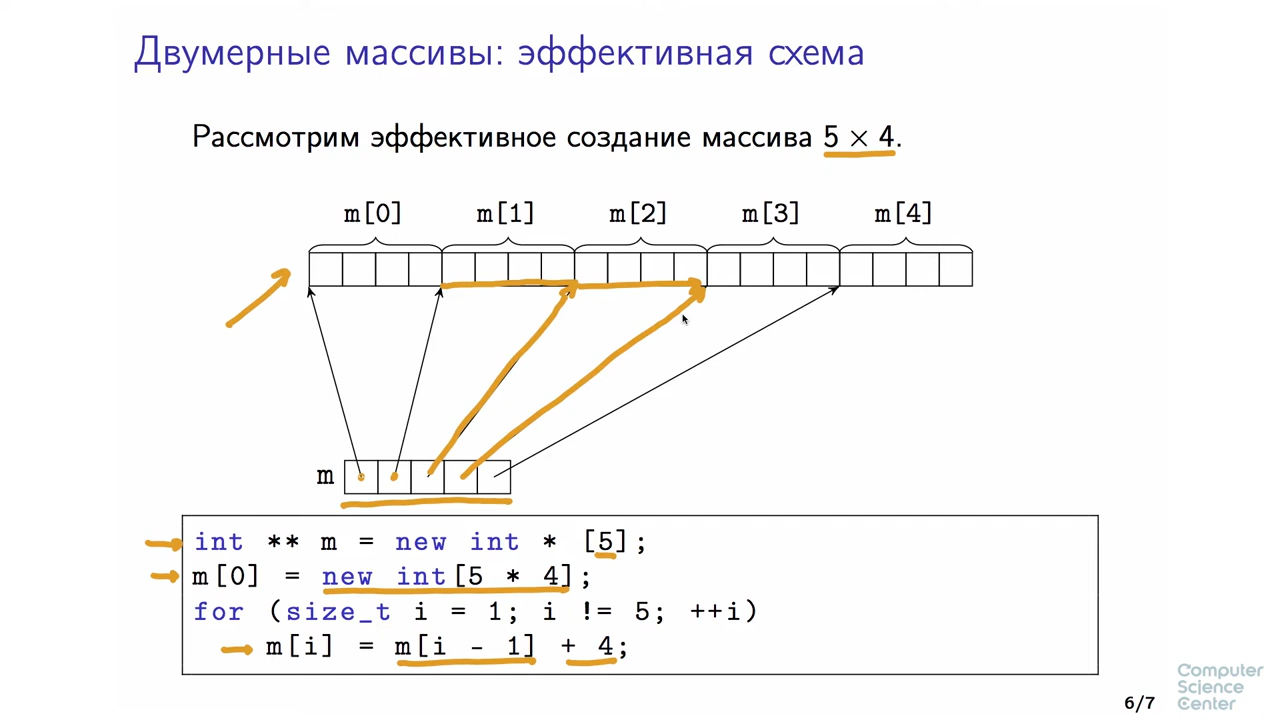 Двумерные массивы: эффективная схема
Рассмотрим эффективное создание массива 5 × 4.
m[0] m[1] m[2] m[3] m[4]
m
int ** m = new int * [5];
m[0] = new int[5 * 4];
for (size_t i = 1; i != 5; ++i)
m[i] = m[i - 1] + 4;
Computer
Science
Center
6/7